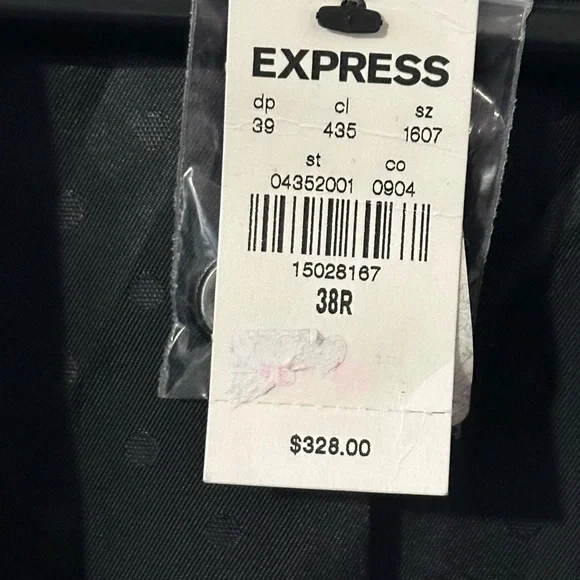 EXPRESS
dp cl sz
39 435 1607
st co
04352001 0904
15028167
38R
$328.00